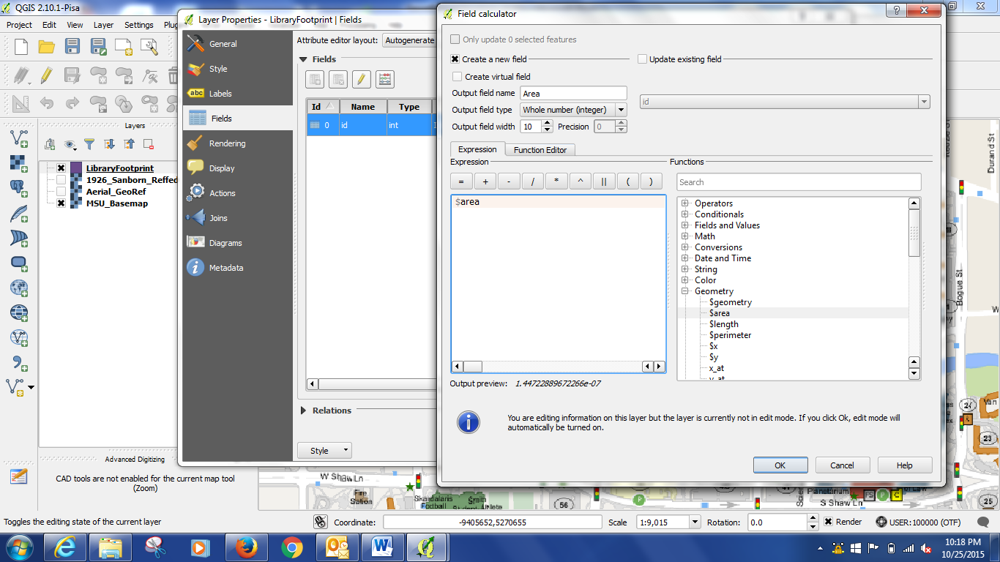 QGIS 2.10.1-Pisa
Project Edit View Layer Settings
Layers
LibraryFootprint
1926_Sanborn_Reffed
Aerial_GeoRef
MSU_Basemap
Advanced Digitizing
CAD tools are not enabled for the current map tool
(Zoom)
Layer Properties - LibraryFootprint | Fields
General
Style
abc Labels
Fields
Rendering
Display
Actions
Joins
Diagrams
Metadata
Attribute editor layout: Autogenerate
Fields
Id Name Type
0 id int
Relations
Style
Field calculator
Only update 0 selected features
Create a new field
Update existing field
Create virtual field
Output field name Area
id
Output field type Whole number (integer)
Output field width 10 Precision 0
Expression Function Editor
Expression
Functions
= + - / * ^ || ( )
Search
$area
Operators
Conditionals
Fields and Values
Math
Conversions
Date and Time
String
Color
Geometry
$geometry
$area
$length
$perimeter
$x
$y
x_at
y_at
Output preview: 1.44722889672266e-07
You are editing information on this layer but the layer is currently not in edit mode. If you click Ok, edit mode will
automatically be turned on.
OK Cancel Help
Durand St
Bogue St
Van
23
25
W Shaw Ln
Fire
Station
Skandalaris
Football
Smin
56
P
Planetarium
FS P C
S Shaw Ln
Toggles the editing state of the current layer
Coordinate: -9405652,5270655
Scale 1:9,015
Rotation: 0.0
Render
USER:100000 (OTF)
10:18 PM
10/25/2015